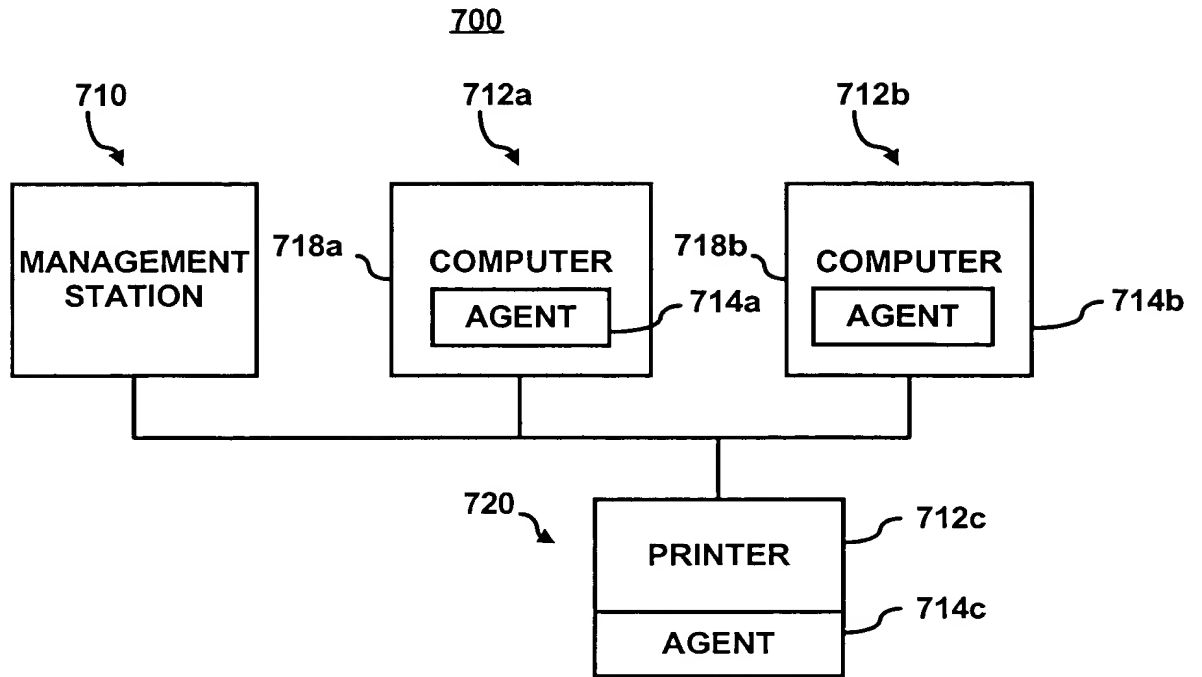 700
710
712a
712b
MANAGEMENT
STATION
718a
COMPUTER
AGENT
714a
718b
COMPUTER
AGENT
714b
720
PRINTER
712c
AGENT
714c